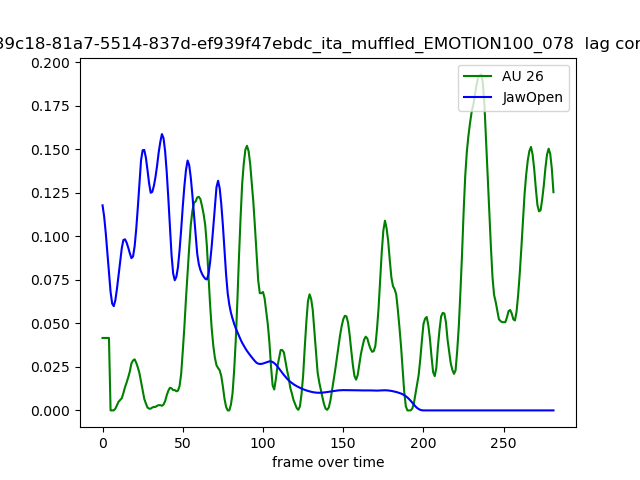 39c18-81a7-5514-837d-ef939f47ebdc_ita_muffled_EMOTION100_078 lag
AU 26
JawOpen
0.200
0.175
0.150
0.125
0.100
0.075
0.050
0.025
0.000
0 50 100 150 200 250
frame over time